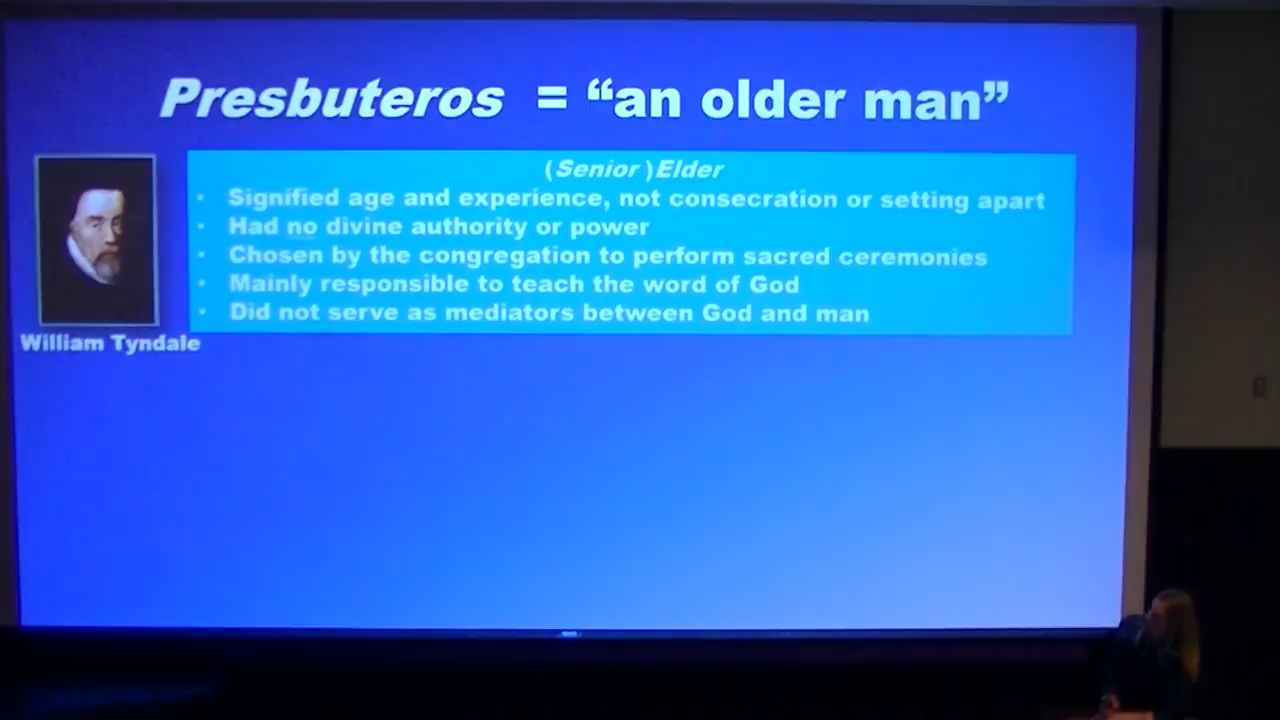 Presbuteros = “an older man”
(Senior )Elder
• Signified age and experience, not consecration or setting apart
• Had no divine authority or power
• Chosen by the congregation to perform sacred ceremonies
• Mainly responsible to teach the word of God
• Did not serve as mediators between God and man
William Tyndale